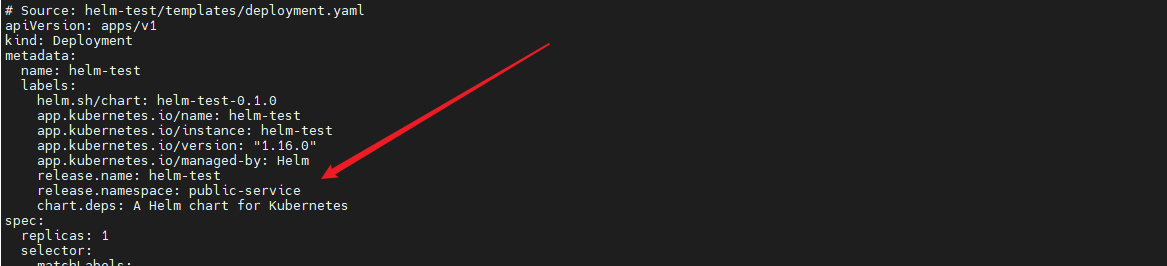 # Source: helm-test/templates/deployment.yaml
apiVersion: apps/v1
kind: Deployment
metadata:
  name: helm-test
  labels:
    helm.sh/chart: helm-test-0.1.0
    app.kubernetes.io/name: helm-test
    app.kubernetes.io/instance: helm-test
    app.kubernetes.io/version: "1.16.0"
    app.kubernetes.io/managed-by: Helm
    release.name: helm-test
    release.namespace: public-service
    chart.deps: A Helm chart for Kubernetes
spec:
  replicas: 1
  selector:
    matchLabels: